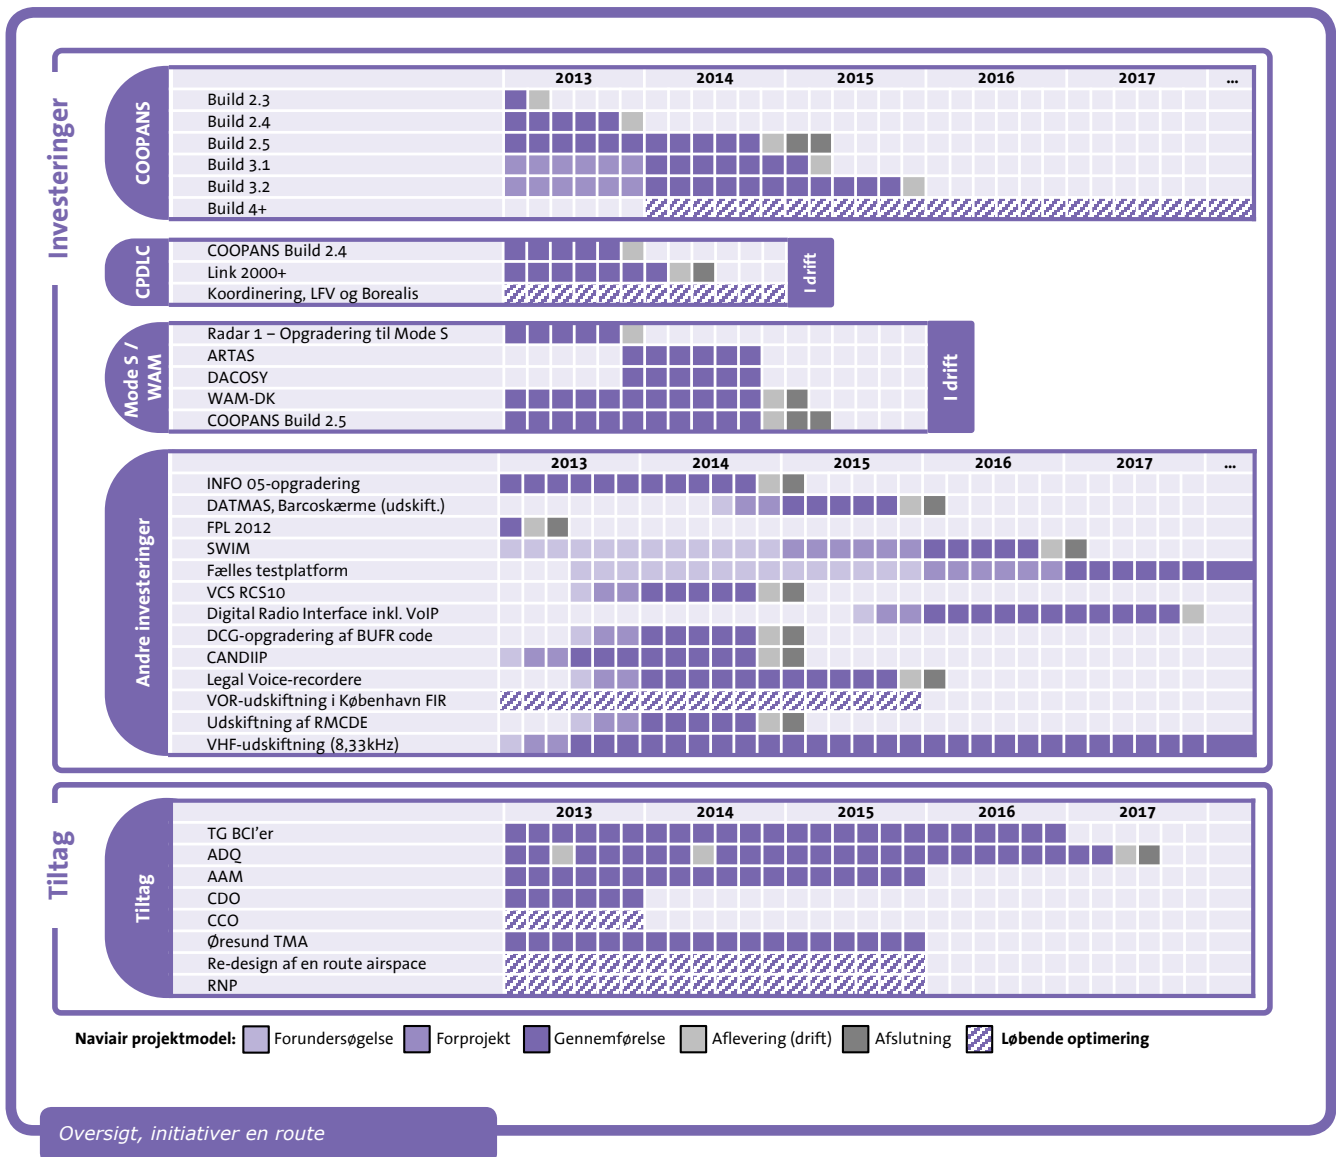 Investeringer
COOPANS
2013 2014 2015 2016 2017 ...
Build 2.3
Build 2.4
Build 2.5
Build 3.1
Build 3.2
Build 4+
CPDLC
COOPANS Build 2.4
Link 2000+
Koordinering, LFV og Borealis
I drift
Mode S /
WAM
Radar 1 – Opgradering til Mode S
ARTAS
DACOSY
WAM-DK
COOPANS Build 2.5
I drift
Andre investeringer
2013 2014 2015 2016 2017 ...
INFO 05-opgradering
DATMAS, Barcoskærme (udskift.)
FPL 2012
SWIM
Fælles testplatform
VCS RCS10
Digital Radio Interface inkl. VoIP
DCG-opgradering af BUFR code
CANDIIP
Legal Voice-recordere
VOR-udskiftning i København FIR
Udskiftning af RMCDE
VHF-udskiftning (8,33kHz)
Tiltag
Tiltag
2013 2014 2015 2016 2017
TG BCI'er
ADQ
AAM
CDO
CCO
Øresund TMA
Re-design af en route airspace
RNP
Naviair projektmodel: Forundersøgelse Forprojekt Gennemførelse Aflevering (drift) Afslutning Løbende optimering
Oversigt, initiativer en route